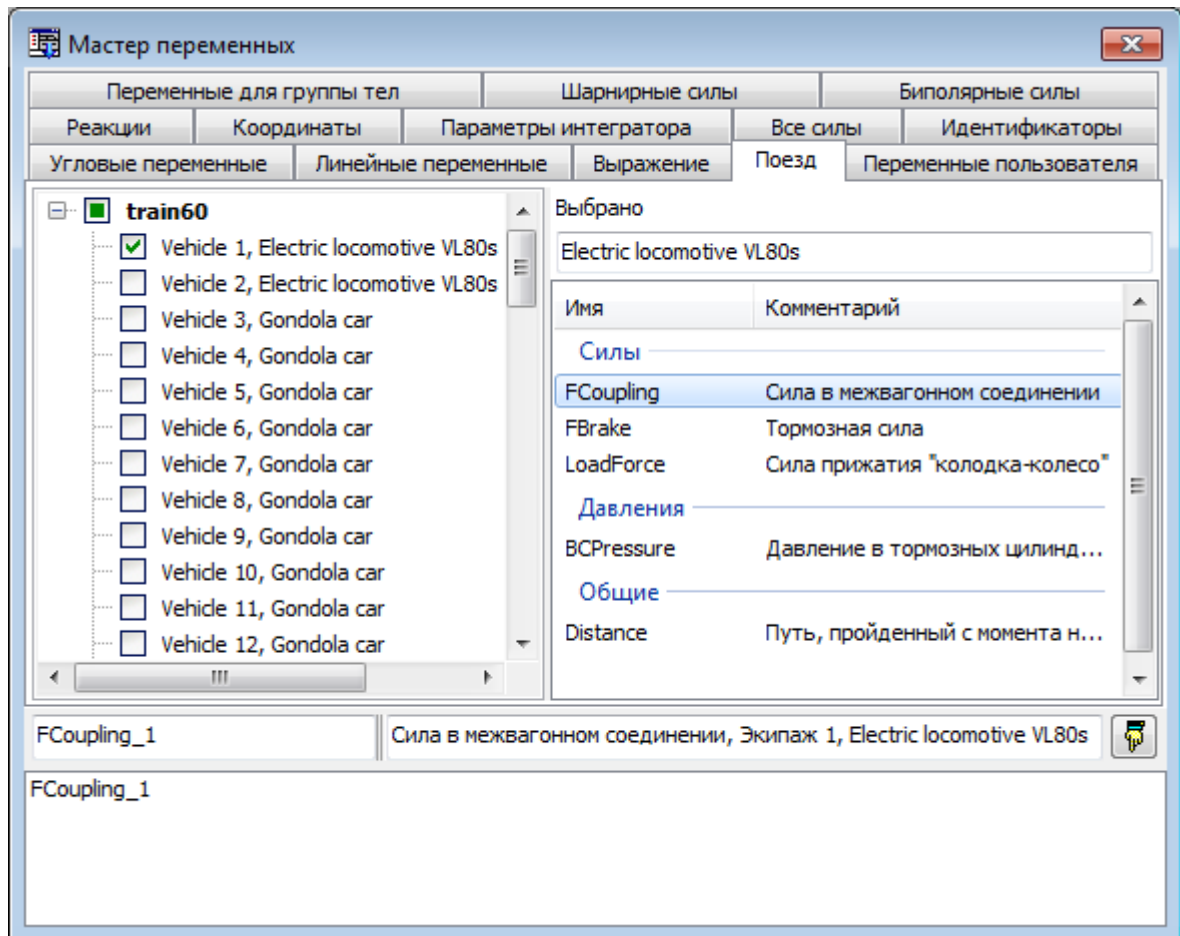 Мастер переменных
Переменные для группы тел Шарнирные силы Биполярные силы
Реакции Координаты Параметры интегратора Все силы Идентификаторы
Угловые переменные Линейные переменные Выражение Поезд Переменные пользователя
train60
Vehicle 1, Electric locomotive VL80s
Vehicle 2, Electric locomotive VL80s
Vehicle 3, Gondola car
Vehicle 4, Gondola car
Vehicle 5, Gondola car
Vehicle 6, Gondola car
Vehicle 7, Gondola car
Vehicle 8, Gondola car
Vehicle 9, Gondola car
Vehicle 10, Gondola car
Vehicle 11, Gondola car
Vehicle 12, Gondola car
Выбрано
Electric locomotive VL80s
Имя Комментарий
Силы
FCoupling Сила в межвагонном соединении
FBrake Тормозная сила
LoadForce Сила прижатия "колодка-колесо"
Давления
BCPressure Давление в тормозных цилинд...
Общие
Distance Путь, пройденный с момента н...
FCoupling_1 Сила в межвагонном соединении, Экипаж 1, Electric locomotive VL80s
FCoupling_1